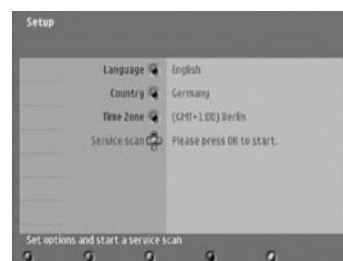 Setup
Language English
Country Germany
Time Zone (GMT+1:00) Berlin
Service scan Please press OK to start.
Set options and start a service scan